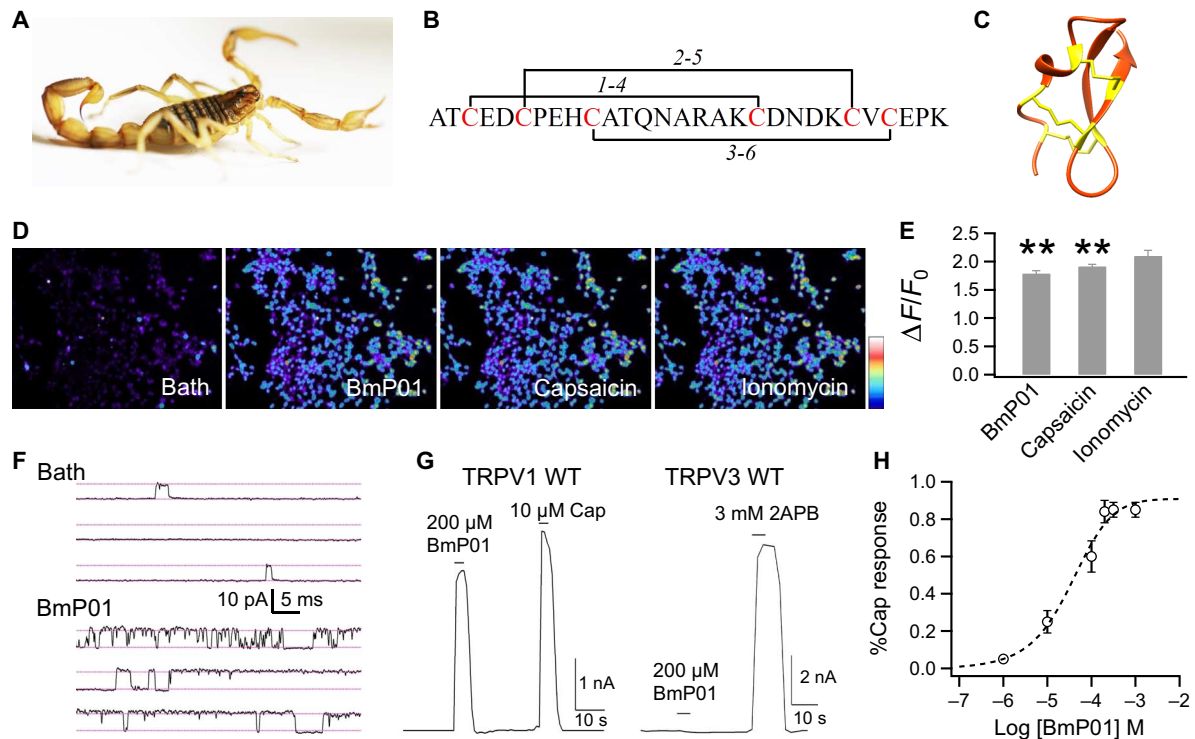 A
B
C
2-5
1-4
ATCEDCPEHCATQNARAKCDNDKCVCEPK
3-6
D
Bath
BmP01
Capsaicin
Ionomycin
E
ΔF/F0
2.5
2.0
1.5
1.0
0.5
0.0
** **
BmP01
Capsaicin
Ionomycin
F
Bath
10 pA 5 ms
BmP01
G
TRPV1 WT
200 µM
BmP01
10 µM Cap
1 nA
10 s
TRPV3 WT
3 mM 2APB
200 µM
BmP01
2 nA
10 s
H
%Cap response
1.0
0.8
0.6
0.4
0.2
0.0
–7 –6 –5 –4 –3 –2 –1
Log [BmP01] M